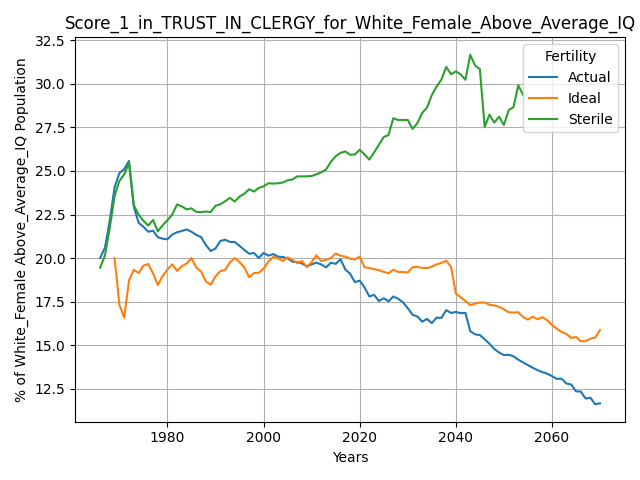 Score_1_in_TRUST_IN_CLERGY_for_White_Female_Above_Average_IQ
% of White_Female Above_Average_IQ Population
32.5
30.0
27.5
25.0
22.5
20.0
17.5
15.0
12.5
Fertility
Actual
Ideal
Sterile
1980
2000
2020
2040
2060
Years